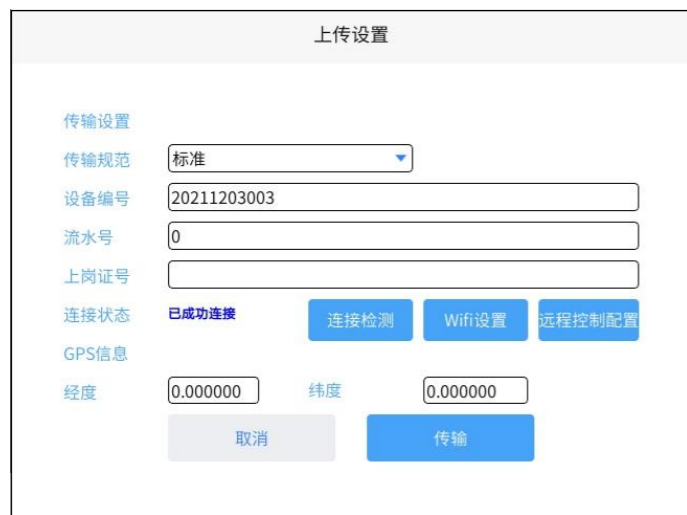 上传设置
传输设置
传输规范 标准
设备编号 20211203003
流水号 0
上岗证号
连接状态 已成功连接 连接检测 Wifi设置 远程控制配置
GPS信息
经度 0.000000 纬度 0.000000
取消 传输